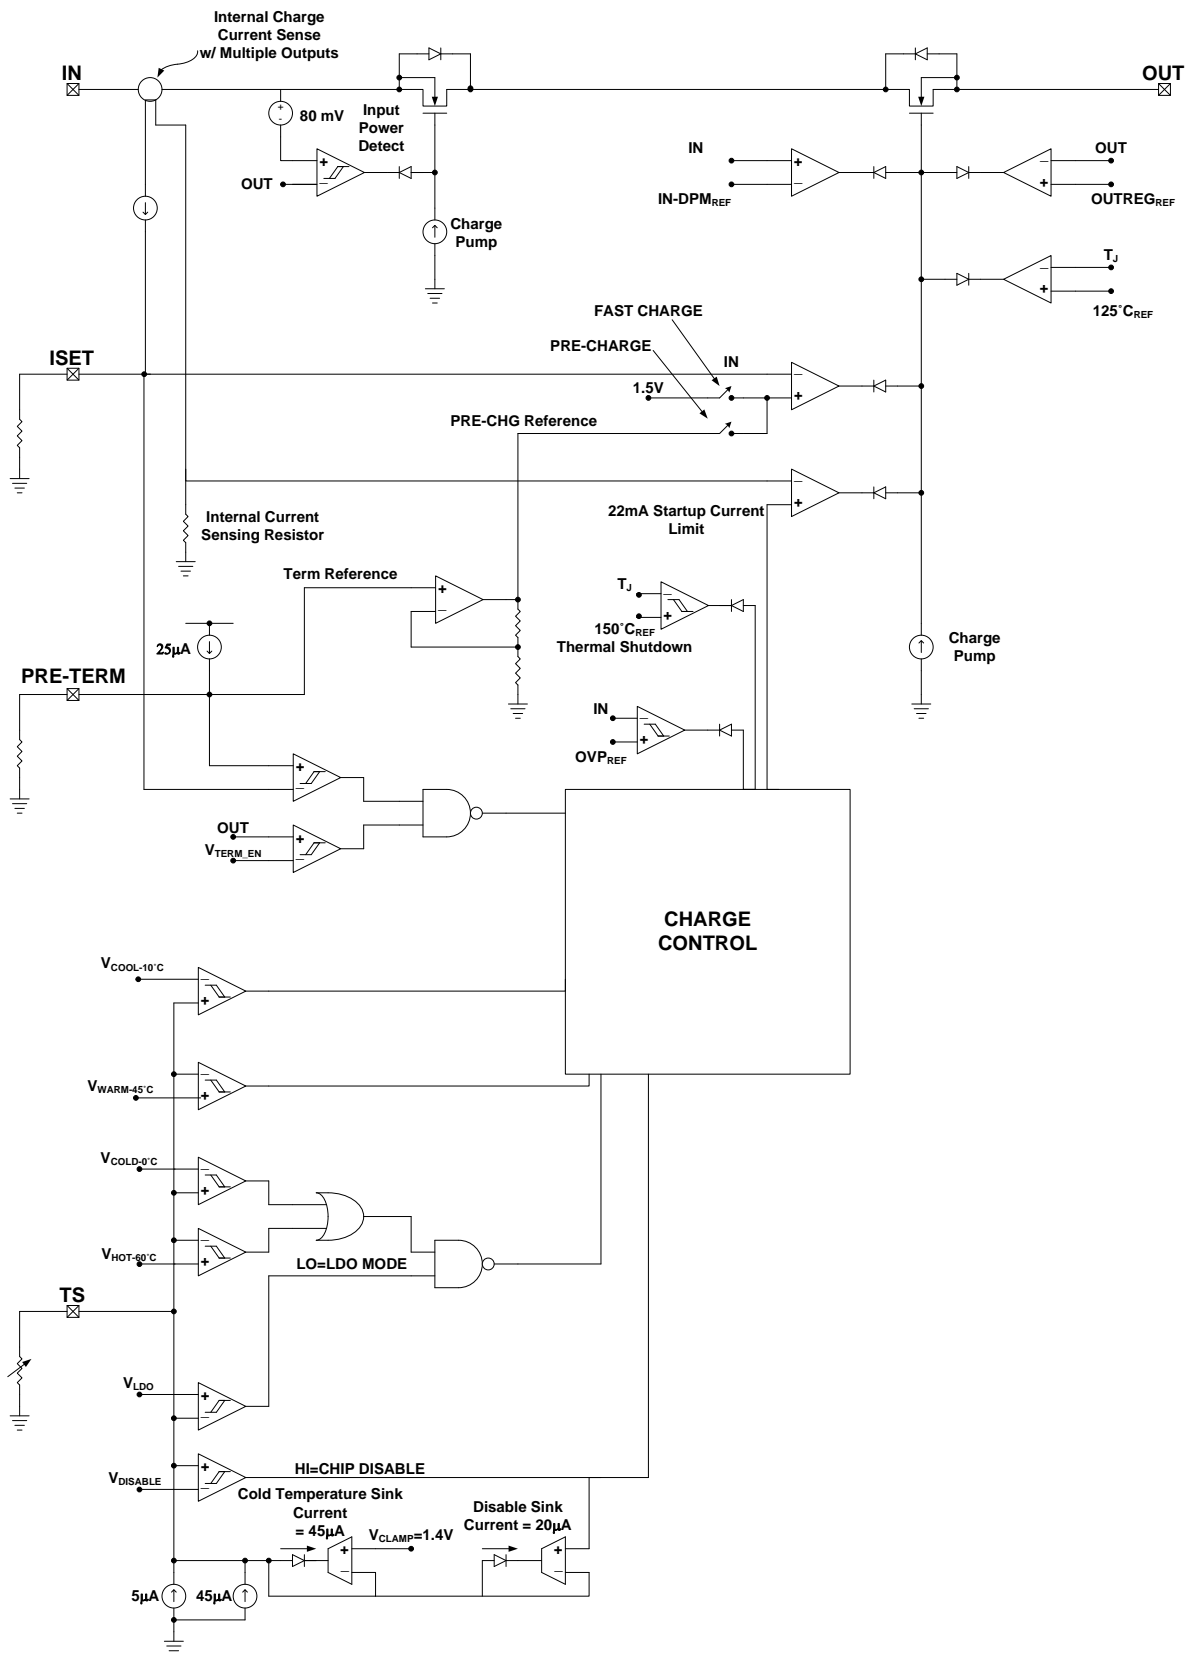 Internal Charge
Current Sense
w/ Multiple Outputs
IN
OUT
80 mV
+
-
Input
Power
Detect
+
−
OUT
Charge
Pump
IN
IN-DPMREF
+
−
OUT
OUTREGREF
−
+
TJ
125°CREF
−
+
FAST CHARGE
PRE-CHARGE
IN
1.5V
−
+
ISET
PRE-CHG Reference
22mA Startup Current
Limit
−
+
Internal Current
Sensing Resistor
Term Reference
+
−
TJ
150°CREF
Thermal Shutdown
−
+
25μA
PRE-TERM
Charge
Pump
IN
OVPREF
−
+
+
−
OUT
VTERM_EN
+
−
CHARGE
CONTROL
VCOOL-10°C
−
+
VWARM-45°C
−
+
VCOLD-0°C
−
+
VHOT-60°C
−
+
LO=LDO MODE
TS
VLDO
+
−
VDISABLE
+
−
HI=CHIP DISABLE
Cold Temperature Sink
Current
= 45μA
VCLAMP=1.4V
+
−
Disable Sink
Current = 20μA
+
−
5μA
45μA